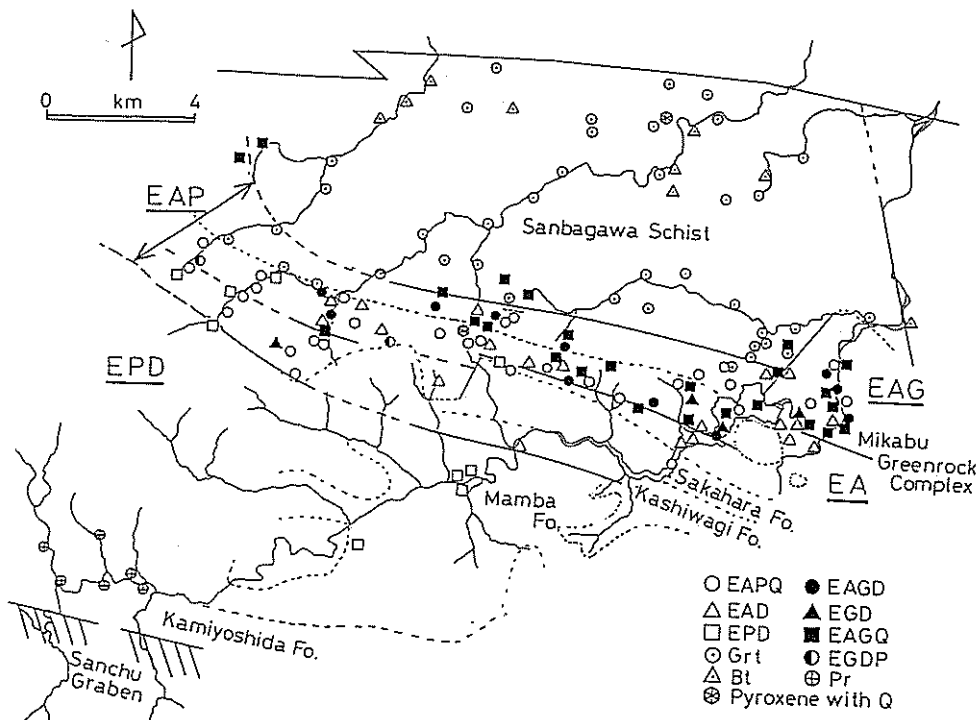 0 km 4
EAP
Sanbagawa Schist
EPD
EAG
Mikabu
Greenrock
Complex
EA
Sakahara Fo.
Kashiwagi Fo.
Mamba
Fo.
Kamiyoshida Fo.
Sanchu
Graben
EAPQ EAGD
EAD EGD
EPD EAGQ
Grt EGDP
Bt Pr
Pyroxene with Q